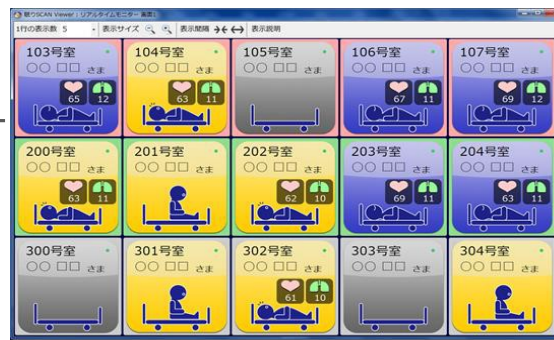 眠りSCAN Viewer | リアルタイムモニター 画面1
1行の表示数 5 表示サイズ 表示間隔 表示説明
103号室 104号室 105号室 106号室 107号室
○○ □□ さま ○○ □□ さま ○○ □□ さま ○○ □□ さま ○○ □□ さま
65 12 63 11 67 11 69 12
200号室 201号室 202号室 203号室 204号室
○○ □□ さま ○○ □□ さま ○○ □□ さま ○○ □□ さま ○○ □□ さま
63 11 62 10 69 11 63 11
300号室 301号室 302号室 303号室 304号室
○○ □□ さま ○○ □□ さま ○○ □□ さま ○○ □□ さま ○○ □□ さま
61 10